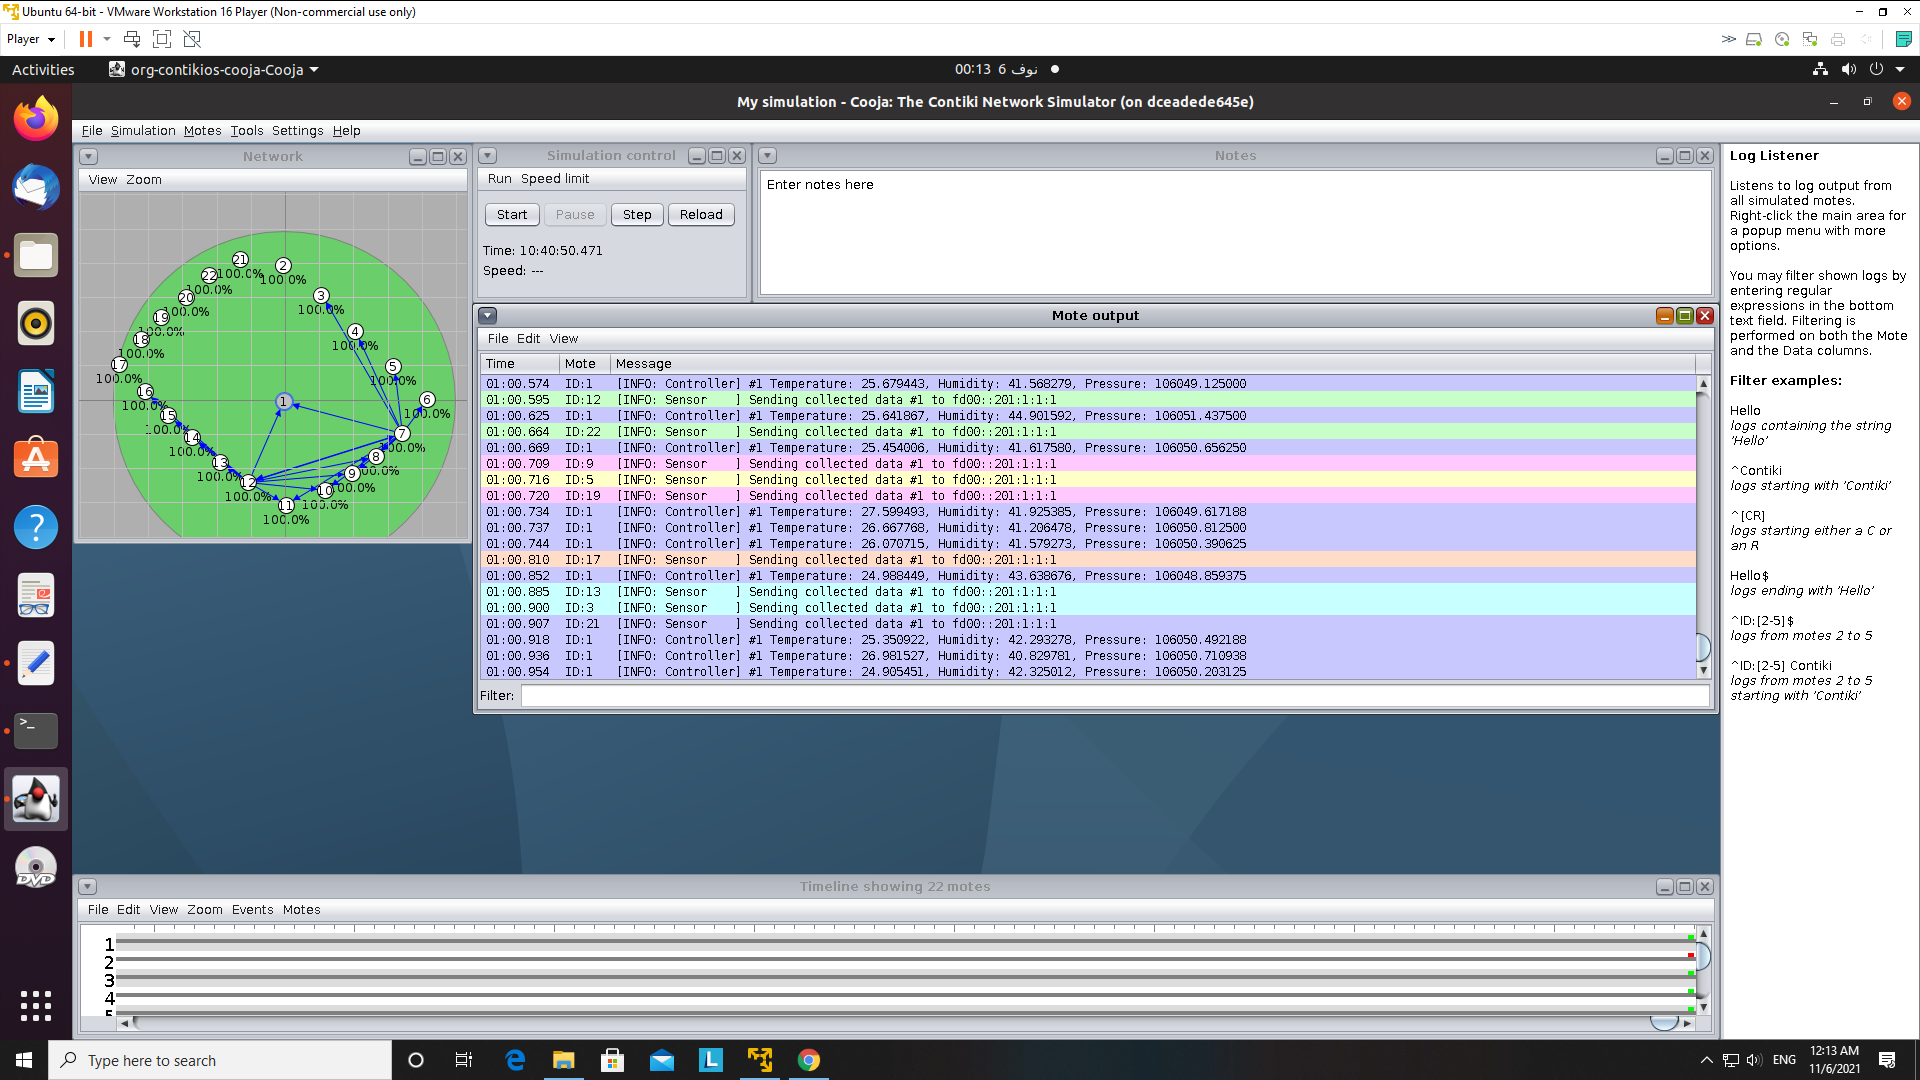 Ubuntu 64-bit - VMware Workstation 16 Player (Non-commercial use only)
Player
Activities
org-contikios-cooja-Cooja
00:13 6 نوف
My simulation - Cooja: The Contiki Network Simulator (on dceadede645e)
File Simulation Motes Tools Settings Help
Network
View Zoom
21
100.0%
2
100.0%
22
100.0%
3
100.0%
20
100.0%
19
100.0%
4
100.0%
18
100.0%
17
100.0%
5
100.0%
16
100.0%
1
6
100.0%
15
100.0%
14
100.0%
7
100.0%
13
100.0%
8
100.0%
12
100.0%
9
100.0%
10
100.0%
11
100.0%
Simulation control
Run Speed limit
Start Pause Step Reload
Time: 10:40:50.471
Speed: ---
Notes
Enter notes here
Mote output
File Edit View
Time Mote Message
01:00.574 ID:1 [INFO: Controller] #1 Temperature: 25.679443, Humidity: 41.568279, Pressure: 106049.125000
01:00.595 ID:12 [INFO: Sensor ] Sending collected data #1 to fd00::201:1:1:1
01:00.625 ID:1 [INFO: Controller] #1 Temperature: 25.641867, Humidity: 44.901592, Pressure: 106051.437500
01:00.664 ID:22 [INFO: Sensor ] Sending collected data #1 to fd00::201:1:1:1
01:00.669 ID:1 [INFO: Controller] #1 Temperature: 25.454006, Humidity: 41.617580, Pressure: 106050.656250
01:00.709 ID:9 [INFO: Sensor ] Sending collected data #1 to fd00::201:1:1:1
01:00.716 ID:5 [INFO: Sensor ] Sending collected data #1 to fd00::201:1:1:1
01:00.720 ID:19 [INFO: Sensor ] Sending collected data #1 to fd00::201:1:1:1
01:00.734 ID:1 [INFO: Controller] #1 Temperature: 27.599493, Humidity: 41.925385, Pressure: 106049.617188
01:00.737 ID:1 [INFO: Controller] #1 Temperature: 26.667768, Humidity: 41.206478, Pressure: 106050.812500
01:00.744 ID:1 [INFO: Controller] #1 Temperature: 26.070715, Humidity: 41.579273, Pressure: 106050.390625
01:00.810 ID:17 [INFO: Sensor ] Sending collected data #1 to fd00::201:1:1:1
01:00.852 ID:1 [INFO: Controller] #1 Temperature: 24.988449, Humidity: 43.638676, Pressure: 106048.859375
01:00.885 ID:13 [INFO: Sensor ] Sending collected data #1 to fd00::201:1:1:1
01:00.900 ID:3 [INFO: Sensor ] Sending collected data #1 to fd00::201:1:1:1
01:00.907 ID:21 [INFO: Sensor ] Sending collected data #1 to fd00::201:1:1:1
01:00.918 ID:1 [INFO: Controller] #1 Temperature: 25.350922, Humidity: 42.293278, Pressure: 106050.492188
01:00.936 ID:1 [INFO: Controller] #1 Temperature: 26.981527, Humidity: 40.829781, Pressure: 106050.710938
01:00.954 ID:1 [INFO: Controller] #1 Temperature: 24.905451, Humidity: 42.325012, Pressure: 106050.203125
Filter:
Log Listener
Listens to log output from
all simulated motes.
Right-click the main area for
a popup menu with more
options.
You may filter shown logs by
entering regular
expressions in the bottom
text field. Filtering is
performed on both the Mote
and the Data columns.
Filter examples:
Hello
logs containing the string
'Hello'
^Contiki
logs starting with 'Contiki'
^[CR]
logs starting either a C or
an R
Hello$
logs ending with 'Hello'
^ID:[2-5]$
logs from motes 2 to 5
^ID:[2-5] Contiki
logs from motes 2 to 5
starting with 'Contiki'
Timeline showing 22 motes
File Edit View Zoom Events Motes
1
2
3
4
5
DVD
Type here to search
L
ENG
12:13 AM
11/6/2021